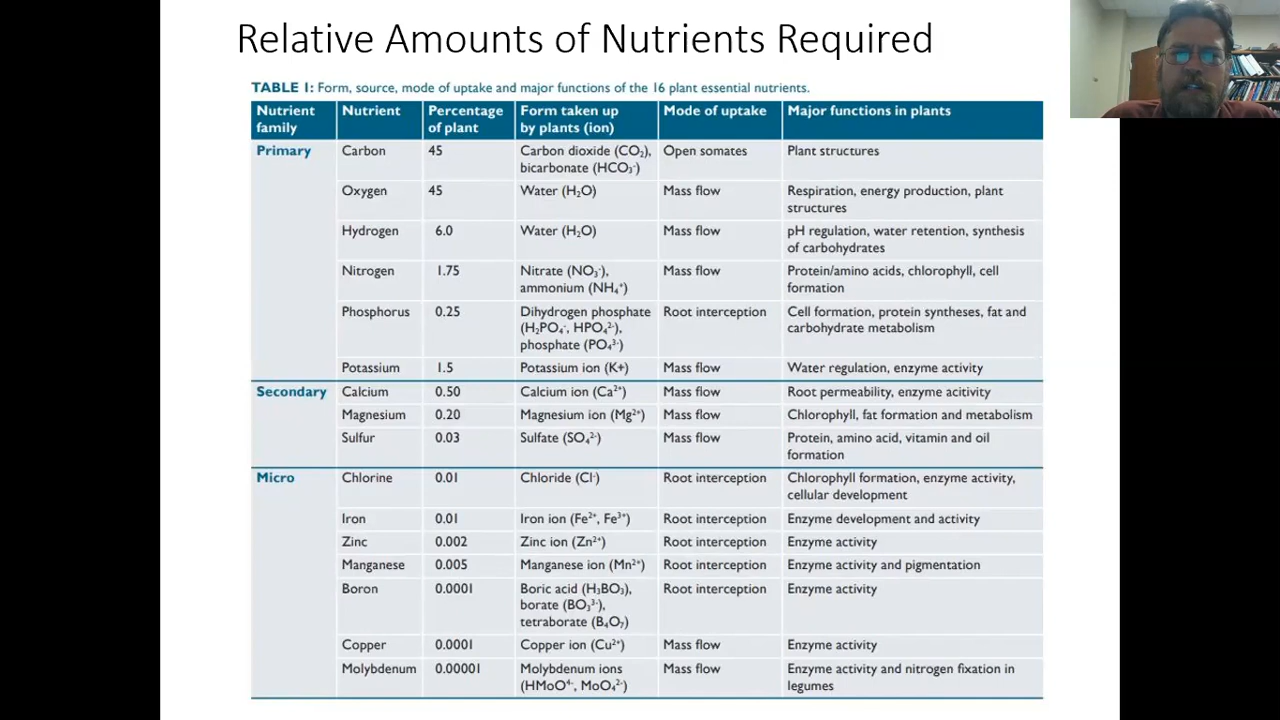 Relative Amounts of Nutrients Required
TABLE 1: Form, source, mode of uptake and major functions of the 16 plant essential nutrients.
Nutrient family | Nutrient | Percentage of plant | Form taken up by plants (ion) | Mode of uptake | Major functions in plants
Primary | Carbon | 45 | Carbon dioxide (CO₂), bicarbonate (HCO₃⁻) | Open somates | Plant structures
Oxygen | 45 | Water (H₂O) | Mass flow | Respiration, energy production, plant structures
Hydrogen | 6.0 | Water (H₂O) | Mass flow | pH regulation, water retention, synthesis of carbohydrates
Nitrogen | 1.75 | Nitrate (NO₃⁻), ammonium (NH₄⁺) | Mass flow | Protein/amino acids, chlorophyll, cell formation
Phosphorus | 0.25 | Dihydrogen phosphate (H₂PO₄⁻, HPO₄²⁻), phosphate (PO₄³⁻) | Root interception | Cell formation, protein syntheses, fat and carbohydrate metabolism
Potassium | 1.5 | Potassium ion (K+) | Mass flow | Water regulation, enzyme activity
Secondary | Calcium | 0.50 | Calcium ion (Ca²⁺) | Mass flow | Root permeability, enzyme acitivity
Magnesium | 0.20 | Magnesium ion (Mg²⁺) | Mass flow | Chlorophyll, fat formation and metabolism
Sulfur | 0.03 | Sulfate (SO₄²⁻) | Mass flow | Protein, amino acid, vitamin and oil formation
Micro | Chlorine | 0.01 | Chloride (Cl⁻) | Root interception | Chlorophyll formation, enzyme activity, cellular development
Iron | 0.01 | Iron ion (Fe²⁺, Fe³⁺) | Root interception | Enzyme development and activity
Zinc | 0.002 | Zinc ion (Zn²⁺) | Root interception | Enzyme activity
Manganese | 0.005 | Manganese ion (Mn²⁺) | Root interception | Enzyme activity and pigmentation
Boron | 0.0001 | Boric acid (H₃BO₃), borate (BO₃³⁻), tetraborate (B₄O₇) | Root interception | Enzyme activity
Copper | 0.0001 | Copper ion (Cu²⁺) | Mass flow | Enzyme activity
Molybdenum | 0.00001 | Molybdenum ions (HMoO⁴⁻, MoO₄²⁻) | Mass flow | Enzyme activity and nitrogen fixation in legumes